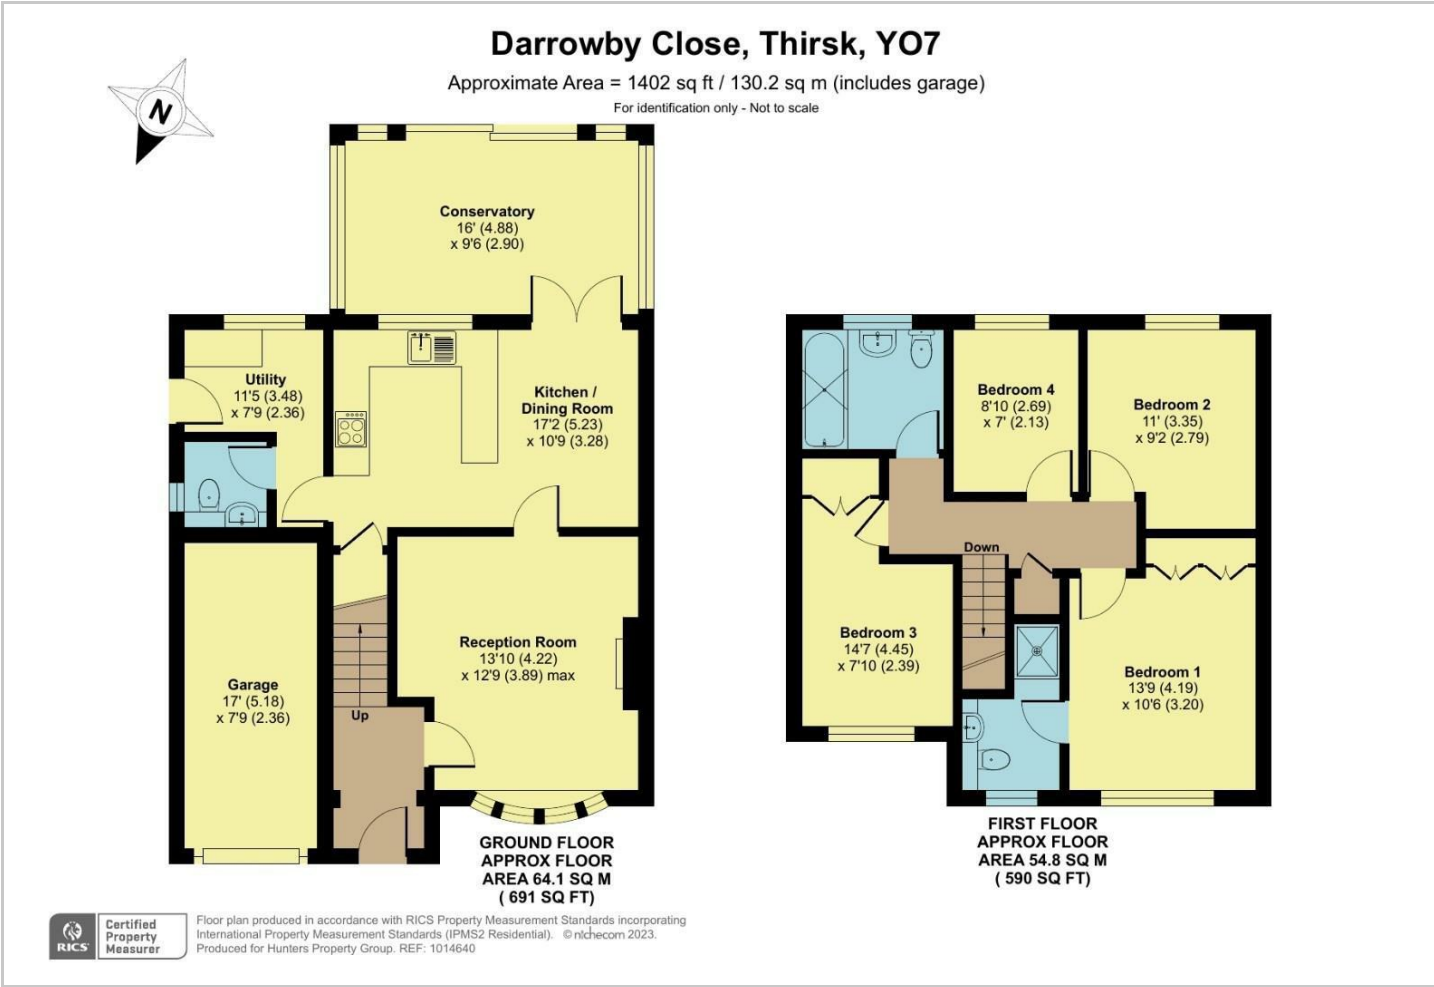 Darrowby Close, Thirsk, YO7
Approximate Area = 1402 sq ft / 130.2 sq m (includes garage)
For identification only - Not to scale
N
Conservatory
16' (4.88)
x 9'6 (2.90)
Utility
11'5 (3.48)
x 7'9 (2.36)
Kitchen /
Dining Room
17'2 (5.23)
x 10'9 (3.28)
Reception Room
13'10 (4.22)
x 12'9 (3.89) max
Garage
17' (5.18)
x 7'9 (2.36)
Up
GROUND FLOOR
APPROX FLOOR
AREA 64.1 SQ M
( 691 SQ FT)
Bedroom 4
8'10 (2.69)
x 7' (2.13)
Bedroom 2
11' (3.35)
x 9'2 (2.79)
Down
Bedroom 3
14'7 (4.45)
x 7'10 (2.39)
Bedroom 1
13'9 (4.19)
x 10'6 (3.20)
FIRST FLOOR
APPROX FLOOR
AREA 54.8 SQ M
( 590 SQ FT)
RICS
Certified
Property
Measurer
Floor plan produced in accordance with RICS Property Measurement Standards incorporating
International Property Measurement Standards (IPMS2 Residential). © nichecom 2023.
Produced for Hunters Property Group. REF: 1014640